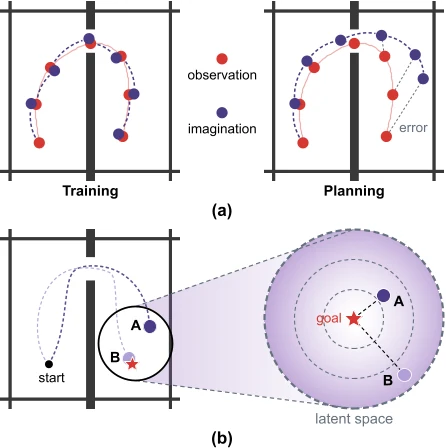 observation
imagination
error
Training
Planning
(a)
A
B
start
goal
A
B
latent space
(b)